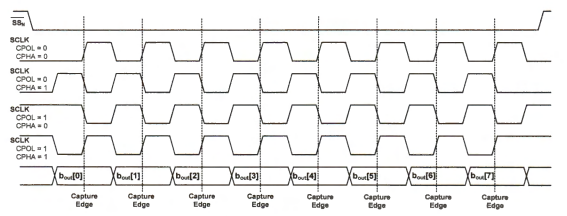 SS_N
SCLK
CPOL = 0
CPHA = 0
SCLK
CPOL = 0
CPHA = 1
SCLK
CPOL = 1
CPHA = 0
SCLK
CPOL = 1
CPHA = 1
b_out[0] b_out[1] b_out[2] b_out[3] b_out[4] b_out[5] b_out[6] b_out[7]
Capture Capture Capture Capture Capture Capture Capture Capture
Edge Edge Edge Edge Edge Edge Edge Edge